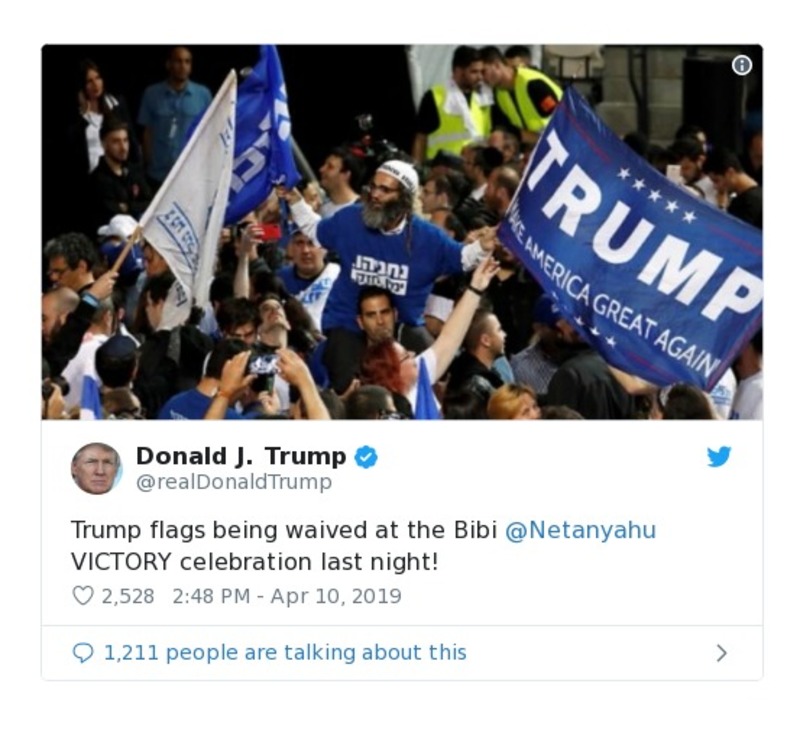 TRUMP
MAKE AMERICA GREAT AGAIN
נתניהו.
Donald J. Trump
@realDonaldTrump
Trump flags being waived at the Bibi @Netanyahu
VICTORY celebration last night!
2,528 2:48 PM - Apr 10, 2019
1,211 people are talking about this